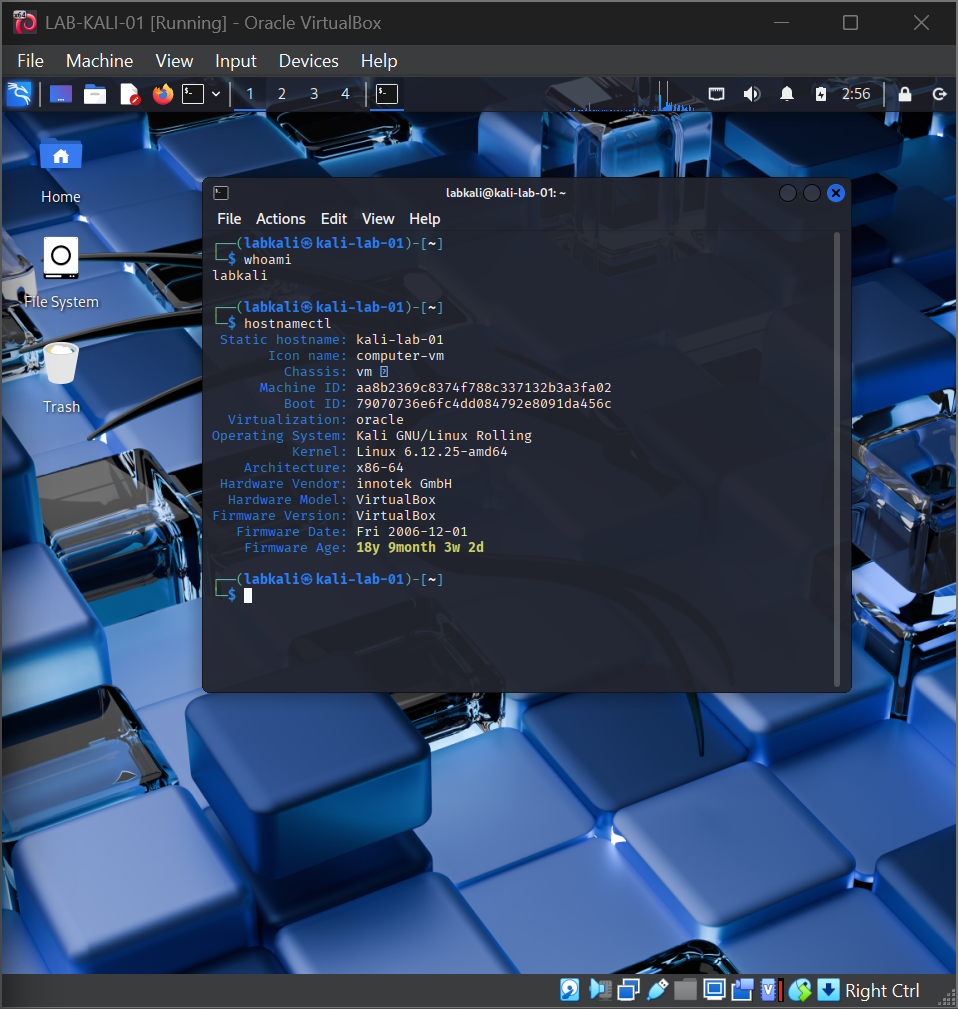 LAB-KALI-01 [Running] - Oracle VirtualBox
File Machine View Input Devices Help
1 2 3 4 2:56
Home
File System
Trash
labkali@kali-lab-01: ~
File Actions Edit View Help
┌──(labkali㉿kali-lab-01)-[~]
└─$ whoami
labkali
┌──(labkali㉿kali-lab-01)-[~]
└─$ hostnamectl
Static hostname: kali-lab-01
Icon name: computer-vm
Chassis: vm
Machine ID: aa8b2369c8374f788c337132b3a3fa02
Boot ID: 79070736e6fc4dd084792e8091da456c
Virtualization: oracle
Operating System: Kali GNU/Linux Rolling
Kernel: Linux 6.12.25-amd64
Architecture: x86-64
Hardware Vendor: innotek GmbH
Hardware Model: VirtualBox
Firmware Version: VirtualBox
Firmware Date: Fri 2006-12-01
Firmware Age: 18y 9month 3w 2d
┌──(labkali㉿kali-lab-01)-[~]
└─$
Right Ctrl